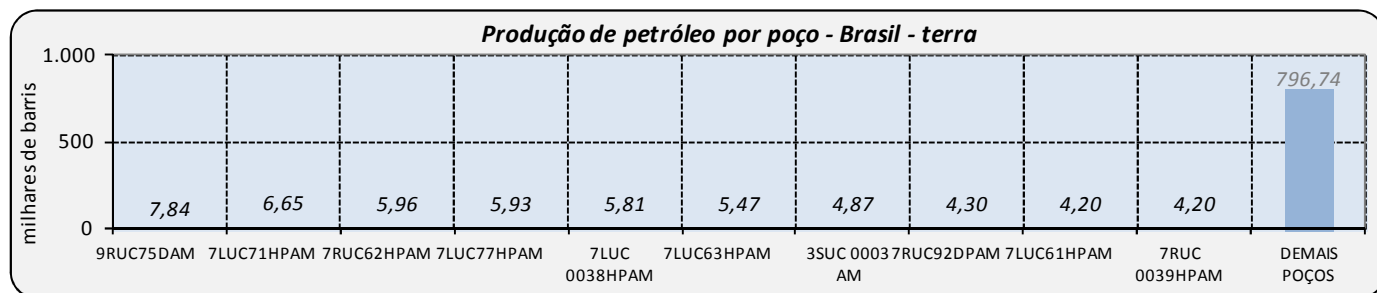 Produção de petróleo por poço - Brasil - terra
milhares de barris
1.000
500
0
7,84
6,65
5,96
5,93
5,81
5,47
4,87
4,30
4,20
4,20
796,74
9RUC75DAM
7LUC71HPAM
7RUC62HPAM
7LUC77HPAM
7LUC
0038HPAM
7LUC63HPAM
3SUC 0003
AM
7RUC92DPAM
7LUC61HPAM
7RUC
0039HPAM
DEMAIS
POÇOS